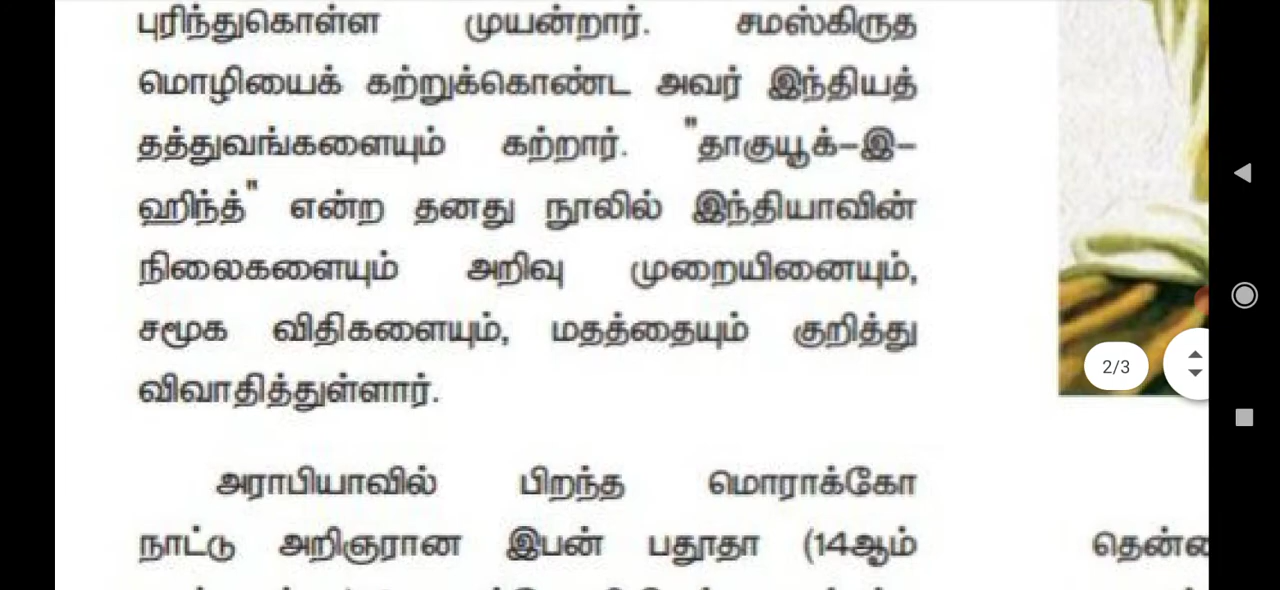 புரிந்துகொள்ள முயன்றார். சமஸ்கிருத
மொழியைக் கற்றுக்கொண்ட அவர் இந்தியத்
தத்துவங்களையும் கற்றார். "தாகுயூக்-இ-
ஹிந்த்" என்ற தனது நூலில் இந்தியாவின்
நிலைகளையும் அறிவு முறையினையும்,
சமூக விதிகளையும், மதத்தையும் குறித்து
விவாதித்துள்ளார்.
அராபியாவில் பிறந்த மொராக்கோ
நாட்டு அறிஞரான இபன் பதூதா (14ஆம்
2/3